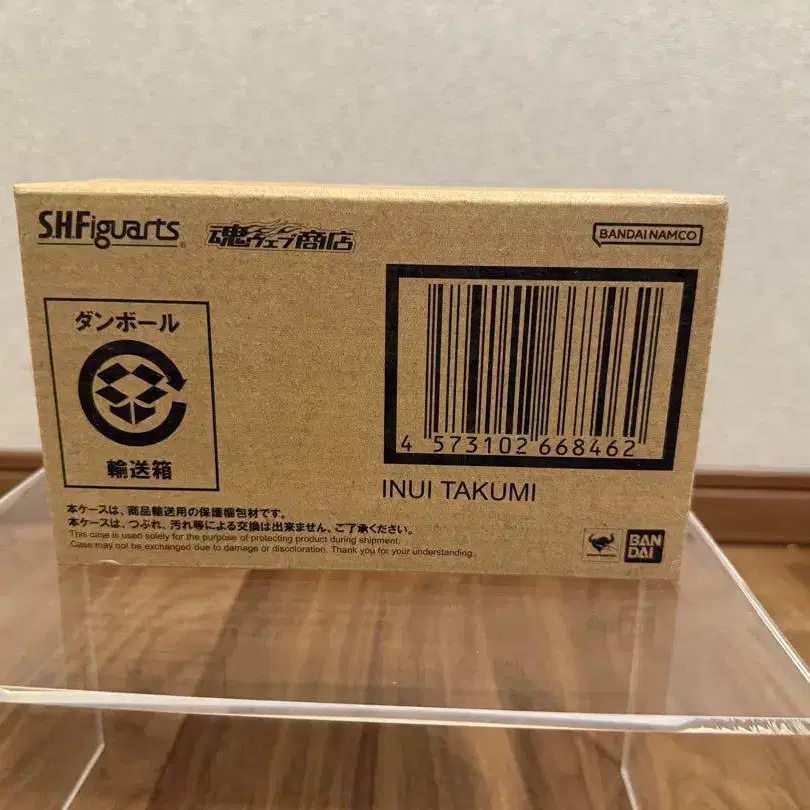 S.H.Figuarts
魂ウェブ商店
BANDAI NAMCO
ダンボール
輸送箱
4 573102 668462
INUI TAKUMI
本ケースは、商品輸送用の保護梱包材です。
本ケースは、つぶれ、汚れ等による交換は出来ません、ご了承ください。
This case is used solely for the purpose of protecting product during shipment.
Case may not be exchanged due to damage or discoloration. Thank you for your understanding.
BAN
DAI